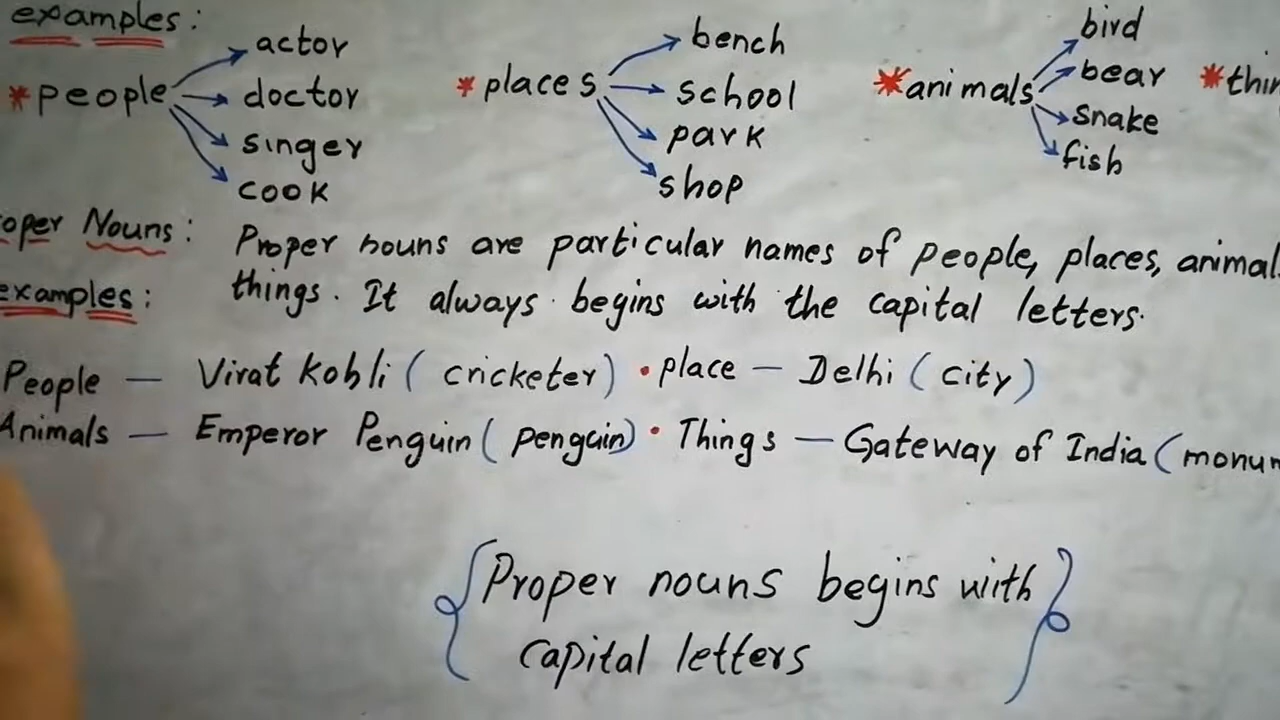 examples:
*people actor doctor singer cook
*places bench school park shop
*animals bird bear snake fish
*thin
oper Nouns: Proper nouns are particular names of people, places, animal
things. It always begins with the capital letters.
examples:
People – Virat kohli ( cricketer ) • place – Delhi ( city )
Animals – Emperor Penguin ( penguin ) • Things – Gateway of India ( monum
{ Proper nouns begins with
capital letters }